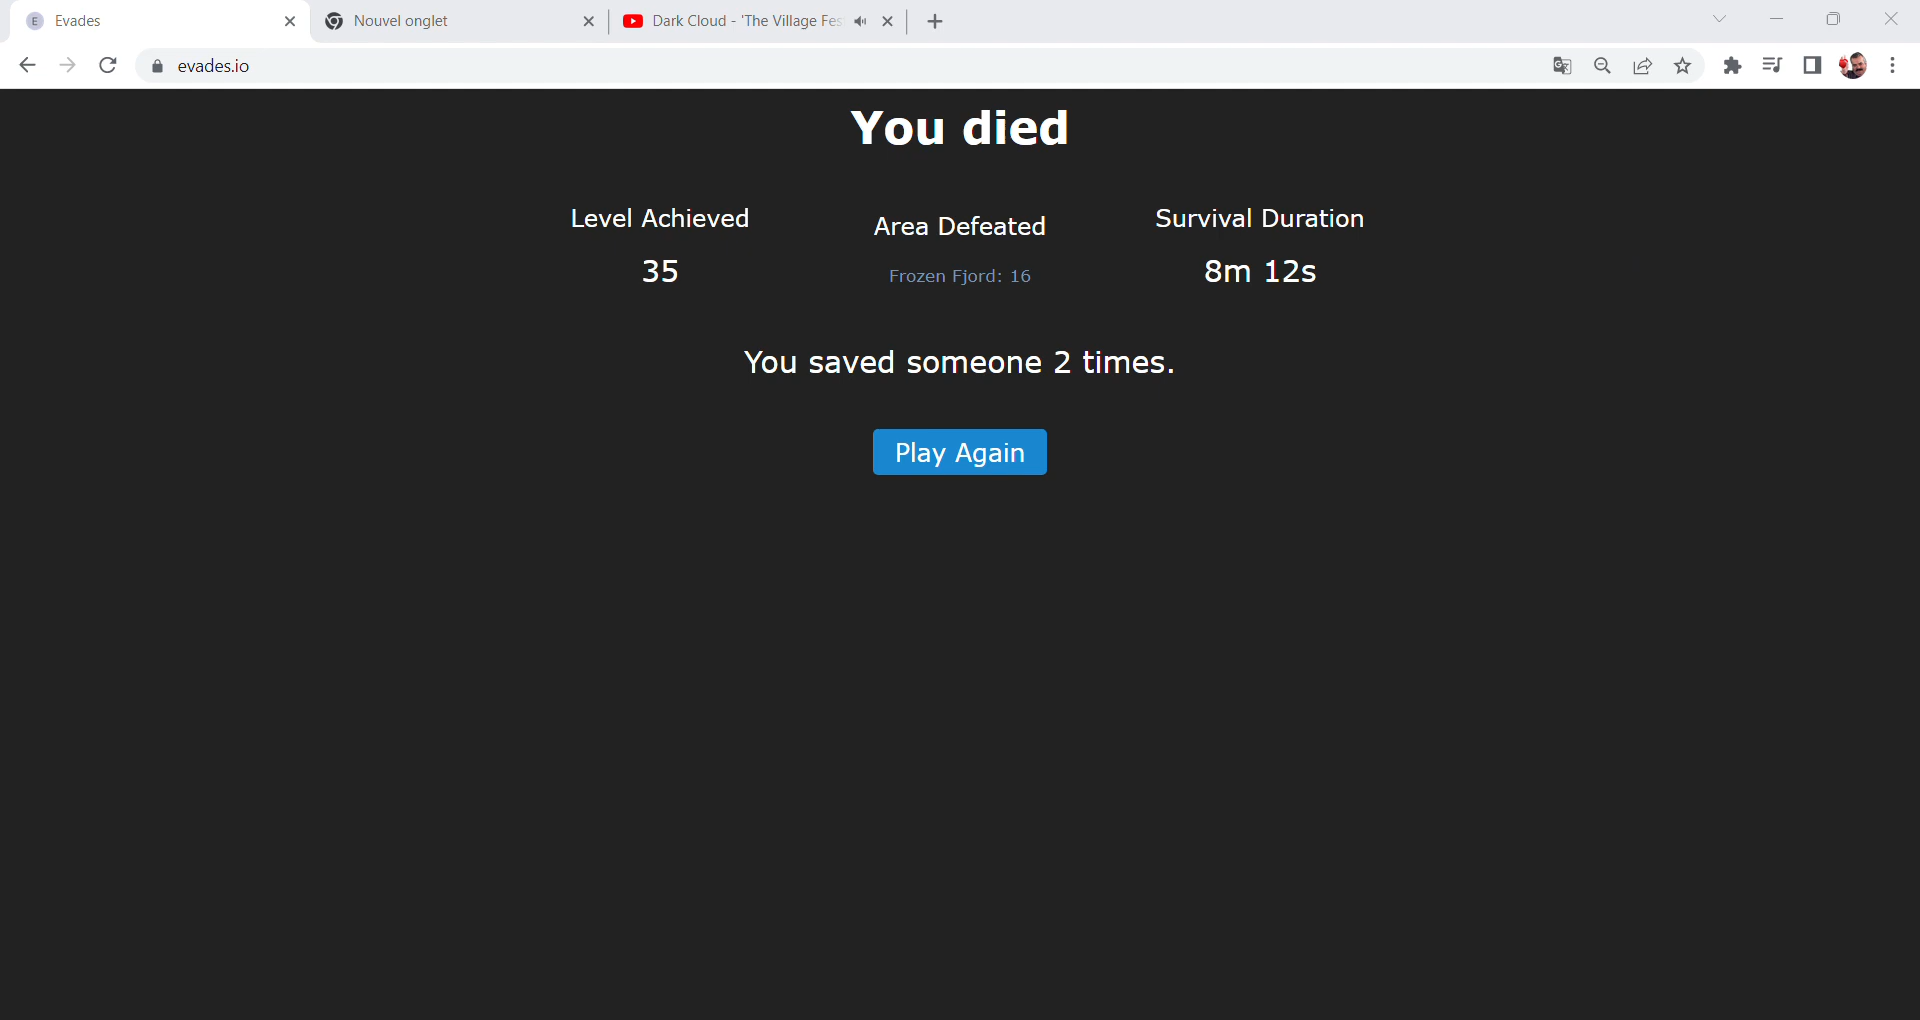 Evades
Nouvel onglet
Dark Cloud - 'The Village Fes
evades.io
You died
Level Achieved
Area Defeated
Survival Duration
35
Frozen Fjord: 16
8m 12s
You saved someone 2 times.
Play Again